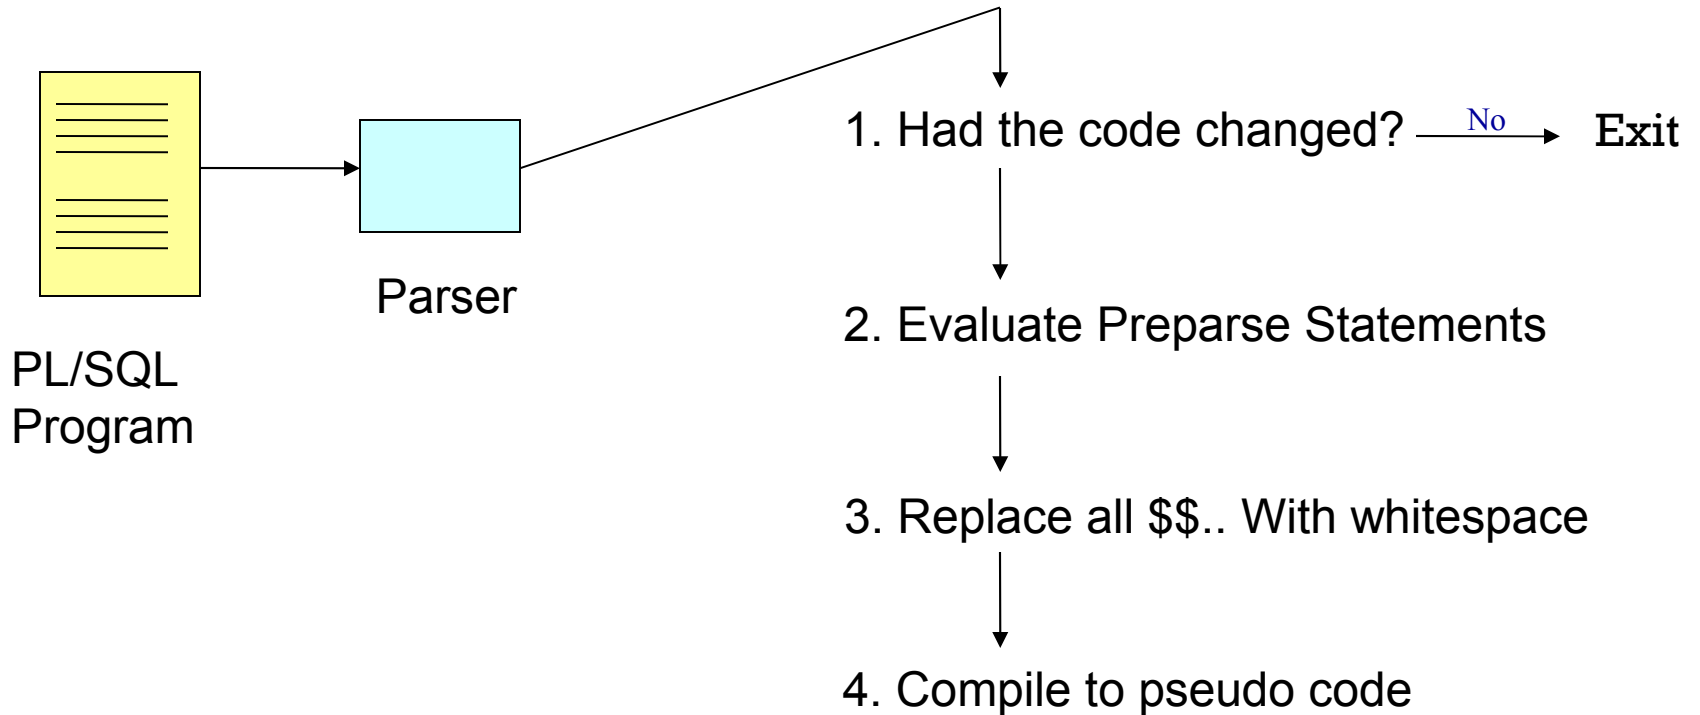 PL/SQL
Program
Parser
1. Had the code changed?
No
Exit
2. Evaluate Preparse Statements
3. Replace all $$.. With whitespace
4. Compile to pseudo code